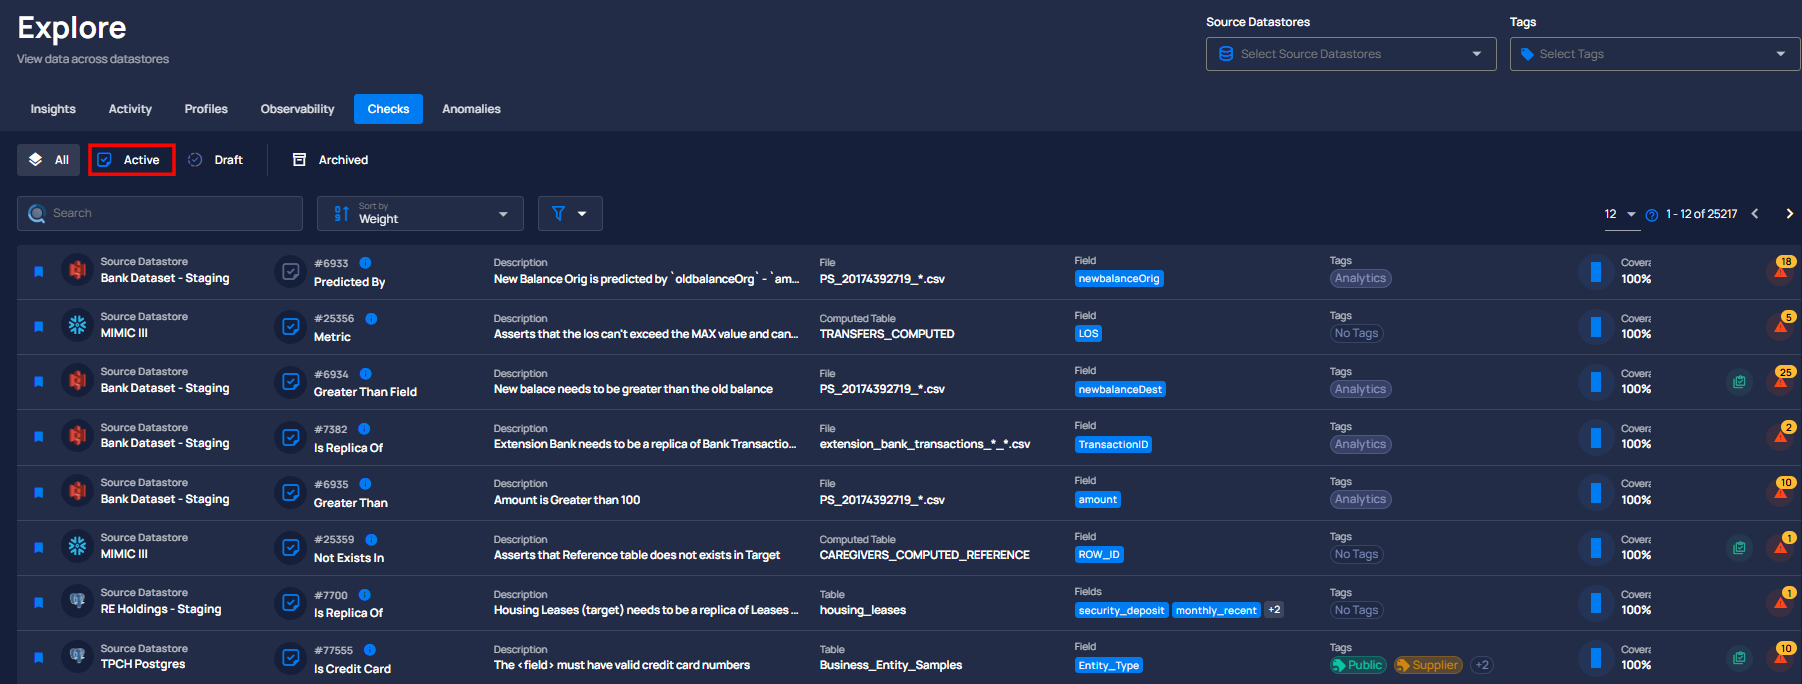 Explore
View data across datastores
Source Datastores
Select Source Datastores
Tags
Select Tags
Insights Activity Profiles Observability Checks Anomalies
All Active Draft Archived
Search
Sort by
Weight
12 1 - 12 of 25217
Source Datastore #6933 Description File Field Tags Covera 18
Bank Dataset - Staging Predicted By New Balance Orig is predicted by `oldbalanceOrg` - `am... PS_20174392719_*.csv newbalanceOrig Analytics 100%
Source Datastore #25356 Description Computed Table Field Tags Covera 5
MIMIC III Metric Asserts that the los can't exceed the MAX value and can... TRANSFERS_COMPUTED LOS No Tags 100%
Source Datastore #6934 Description File Field Tags Covera 25
Bank Dataset - Staging Greater Than Field New balace needs to be greater than the old balance PS_20174392719_*.csv newbalanceDest Analytics 100%
Source Datastore #7382 Description File Field Tags Covera 2
Bank Dataset - Staging Is Replica Of Extension Bank needs to be a replica of Bank Transactio... extension_bank_transactions_*_*.csv TransactionID Analytics 100%
Source Datastore #6935 Description File Field Tags Covera 10
Bank Dataset - Staging Greater Than Amount is Greater than 100 PS_20174392719_*.csv amount Analytics 100%
Source Datastore #25359 Description Computed Table Field Tags Covera 1
MIMIC III Not Exists In Asserts that Reference table does not exists in Target CAREGIVERS_COMPUTED_REFERENCE ROW_ID No Tags 100%
Source Datastore #7700 Description Table Fields Tags Covera 1
RE Holdings - Staging Is Replica Of Housing Leases (target) needs to be a replica of Leases ... housing_leases security_deposit monthly_recent +2 No Tags 100%
Source Datastore #77555 Description Table Field Tags Covera 10
TPCH Postgres Is Credit Card The <field> must have valid credit card numbers Business_Entity_Samples Entity_Type Public Supplier +2 100%